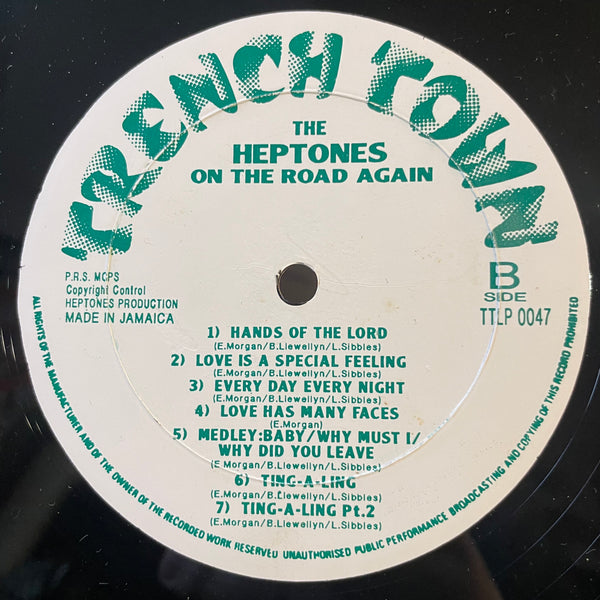 TRENCH TOWN
THE
HEPTONES
ON THE ROAD AGAIN
P.R.S. MCPS
Copyright Control
HEPTONES PRODUCTION
MADE IN JAMAICA
B
SIDE
TTLP 0047
1) HANDS OF THE LORD
(E.Morgan/B.Llewellyn/L.Sibbles)
2) LOVE IS A SPECIAL FEELING
(E.Morgan/B.Llewellyn/L.Sibbles)
3) EVERY DAY EVERY NIGHT
(E.Morgan/B.Llewellyn/L.Sibbles)
4) LOVE HAS MANY FACES
(E.Morgan)
5) MEDLEY:BABY/WHY MUST I/
WHY DID YOU LEAVE
(E.Morgan/B.Llewellyn/L.Sibbles)
6) TING-A-LING
(E.Morgan/B.Llewellyn/L.Sibbles)
7) TING-A-LING Pt.2
(E.Morgan/B.Llewellyn/L.Sibbles)
ALL RIGHTS OF THE MANUFACTURER AND OF THE OWNER OF THE RECORDED WORK RESERVED UNAUTHORISED PUBLIC PERFORMANCE BROADCASTING AND COPYING OF THIS RECORD PROHIBITED